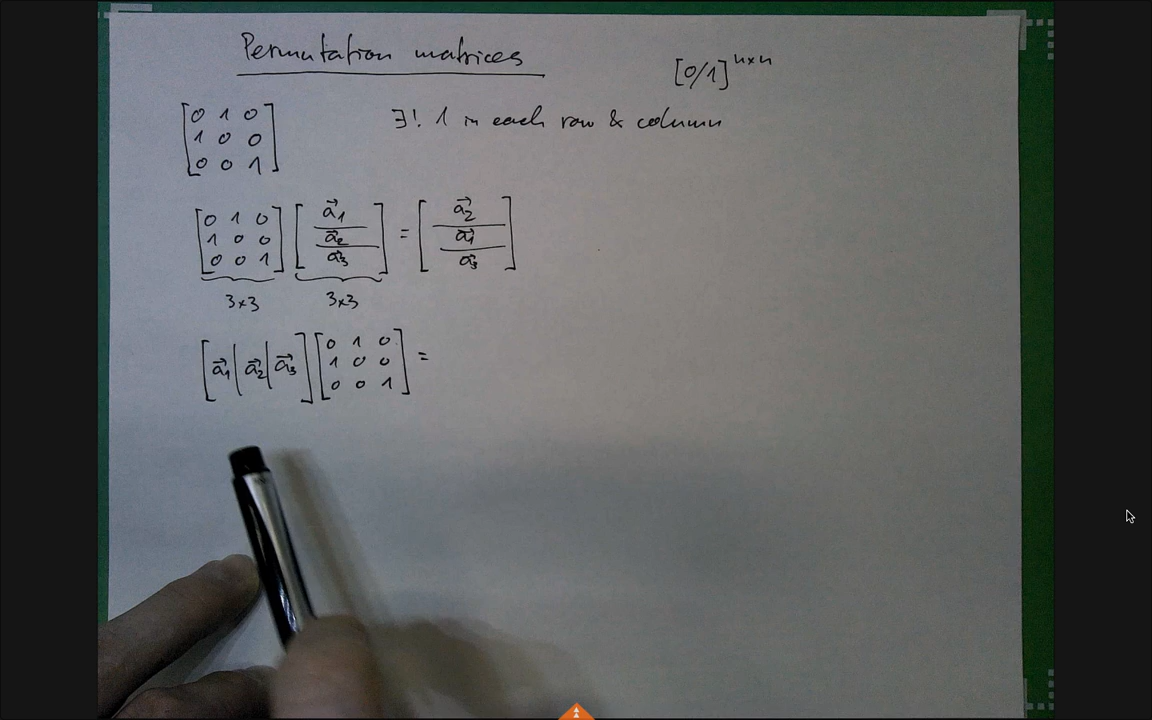 Permutation matrices
[0/1]^{n×n}
[0 1 0
1 0 0
0 0 1]
∃! 1 in each row & column
[0 1 0
1 0 0
0 0 1] [a⃗1
a⃗2
a⃗3] = [a⃗2
a⃗1
a⃗3]
3×3 3×3
[a⃗1 | a⃗2 | a⃗3] [0 1 0
1 0 0
0 0 1] =